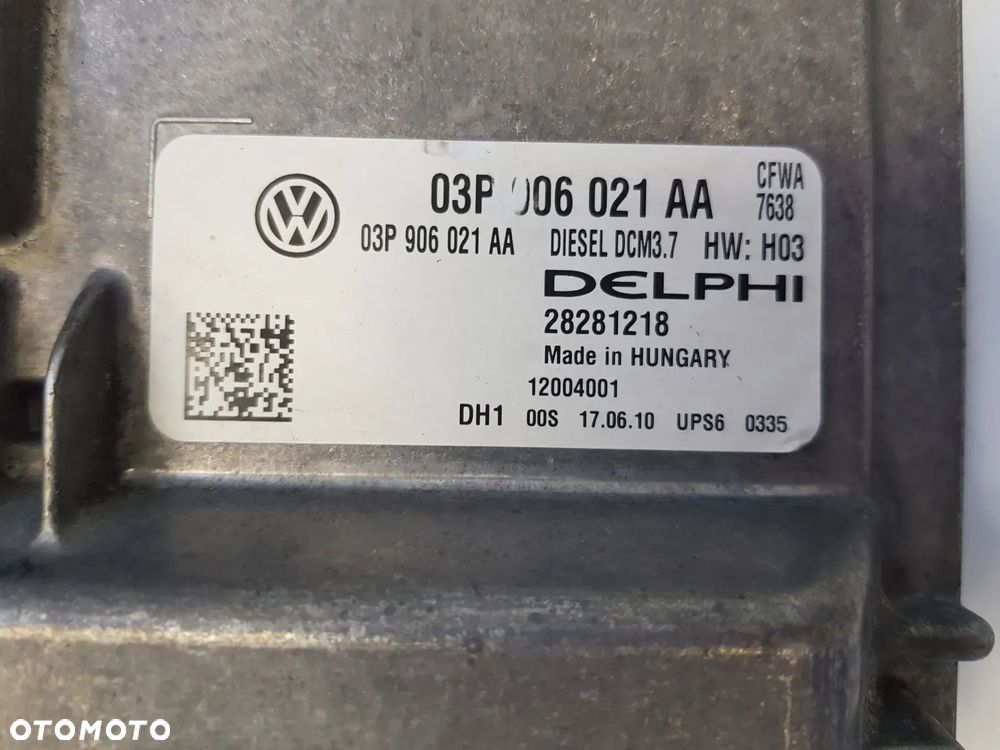 03P 906 021 AA CFWA
7638
03P 906 021 AA DIESEL DCM3.7 HW: H03
DELPHI
28281218
Made in HUNGARY
12004001
DH1 00S 17.06.10 UPS6 0335
OTOMOTO